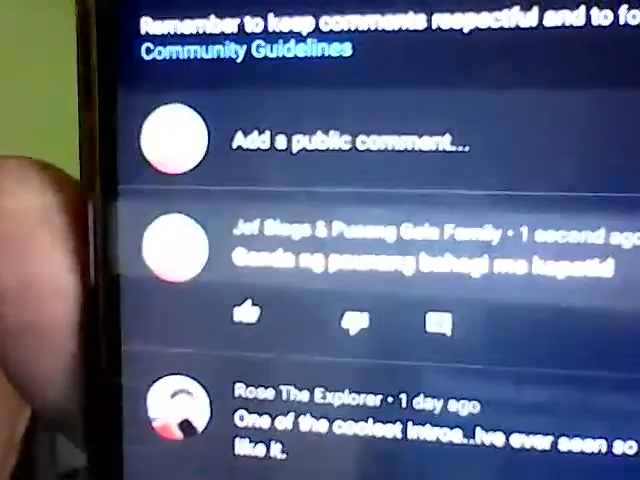 Remember to keep comments respectful and to fo
Community Guidelines
Add a public comment...
Jef Siega & Pusang Gala Family • 1 second ago
Ganda ng paunang bahagi mo kapatid
Rose The Explorer • 1 day ago
One of the coolest intros..Ive ever seen so
like it.